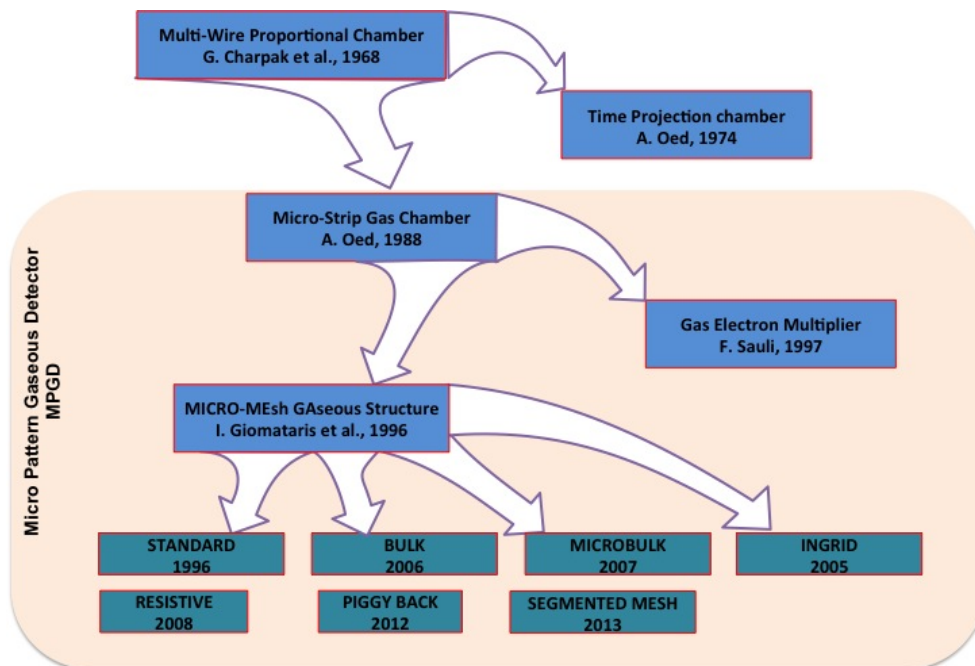 Multi-Wire Proportional Chamber
G. Charpak et al., 1968
Time Projection chamber
A. Oed, 1974
Micro Pattern Gaseous Detector
MPGD
Micro-Strip Gas Chamber
A. Oed, 1988
Gas Electron Multiplier
F. Sauli, 1997
MICRO-MEsh GAseous Structure
I. Giomataris et al., 1996
STANDARD
1996
BULK
2006
MICROBULK
2007
INGRID
2005
RESISTIVE
2008
PIGGY BACK
2012
SEGMENTED MESH
2013